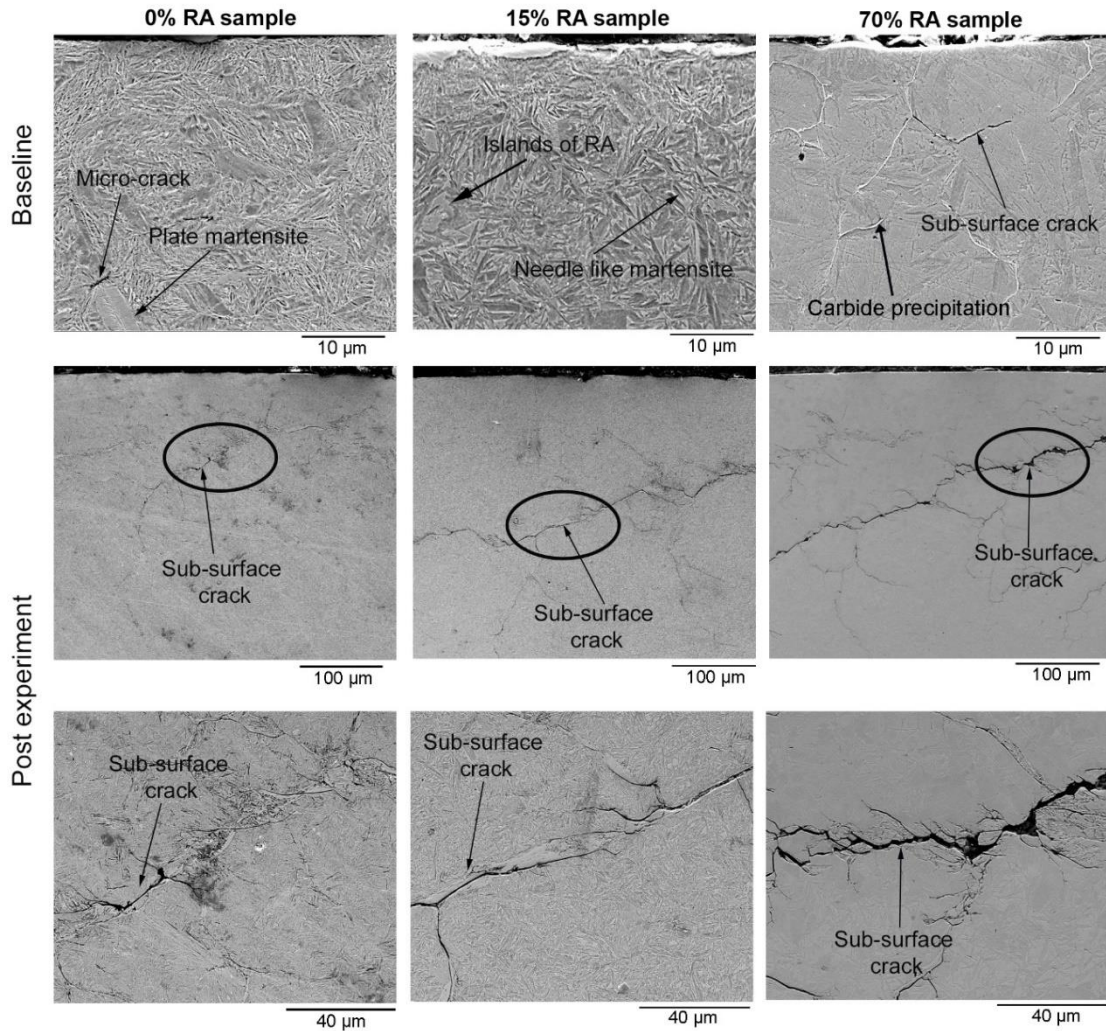 0% RA sample
15% RA sample
70% RA sample
Baseline
Micro-crack
Plate martensite
10 µm
Islands of RA
Needle like martensite
10 µm
Sub-surface crack
Carbide precipitation
10 µm
Post experiment
Sub-surface
crack
100 µm
Sub-surface
crack
100 µm
Sub-surface
crack
100 µm
Sub-surface
crack
40 µm
Sub-surface
crack
40 µm
Sub-surface
crack
40 µm